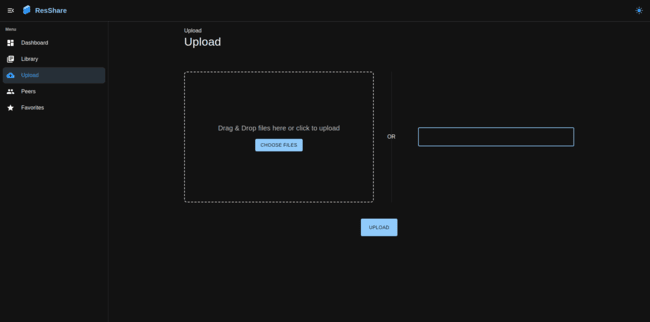 ResShare
Menu
Dashboard
Library
Upload
Peers
Favorites
Upload
Upload
Drag & Drop files here or click to upload
CHOOSE FILES
OR
UPLOAD